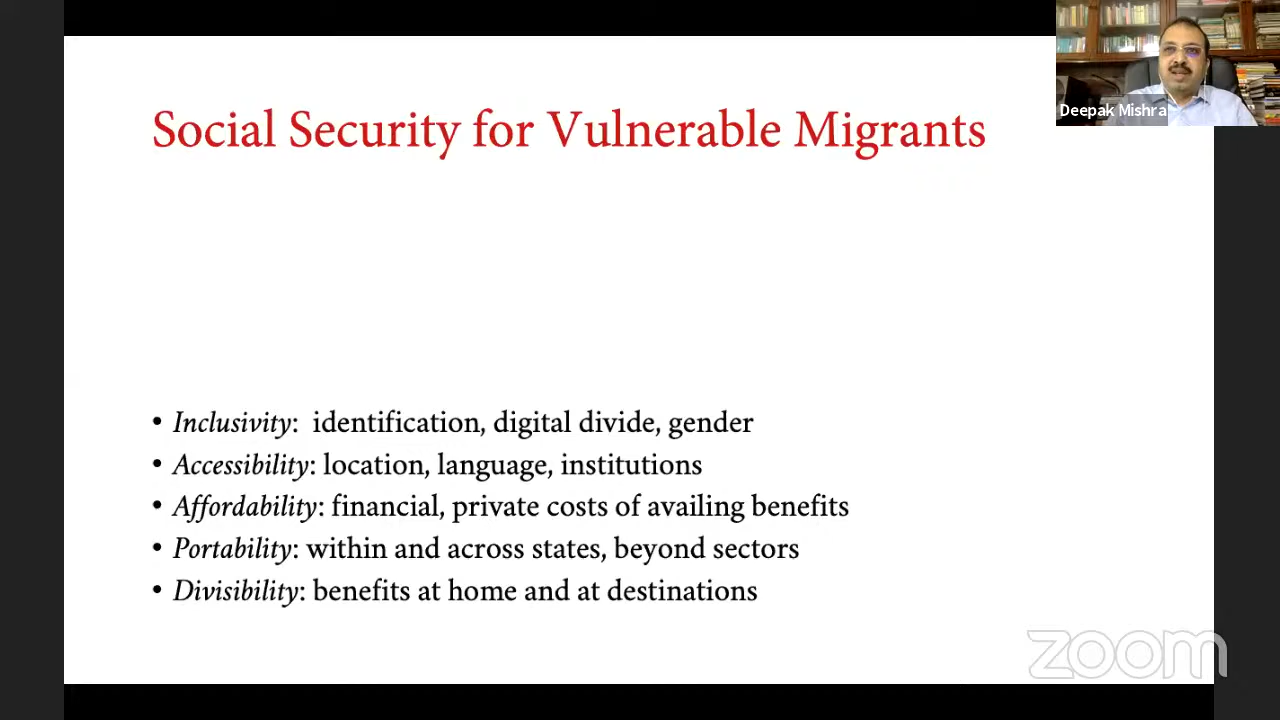 Social Security for Vulnerable Migrants
Deepak Mishra
• Inclusivity:  identification, digital divide, gender
• Accessibility: location, language, institutions
• Affordability: financial, private costs of availing benefits
• Portability: within and across states, beyond sectors
• Divisibility: benefits at home and at destinations
zoom